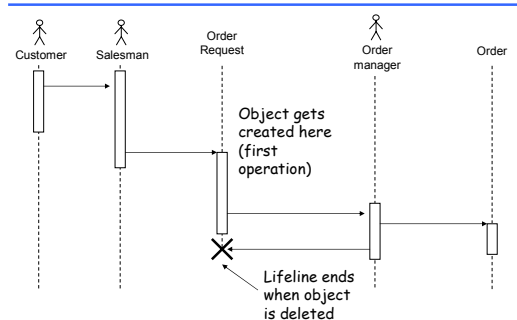 Customer
Salesman
Order
Request
Order
manager
Order
Object gets
created here
(first
operation)
Lifeline ends
when object
is deleted